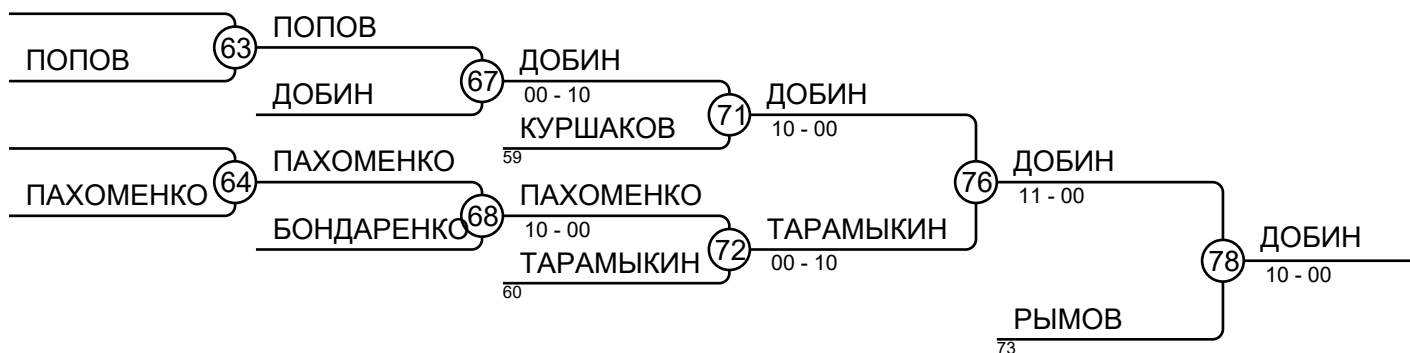 ПОПОВ
63
ПОПОВ
ДОБИН
67
ДОБИН
00 - 10
КУРШАКОВ
59
71
ДОБИН
10 - 00
ПАХОМЕНКО
64
ПАХОМЕНКО
БОНДАРЕНКО
68
ПАХОМЕНКО
10 - 00
ТАРАМЫКИН
60
72
ТАРАМЫКИН
00 - 10
76
ДОБИН
11 - 00
РЫМОВ
73
78
ДОБИН
10 - 00